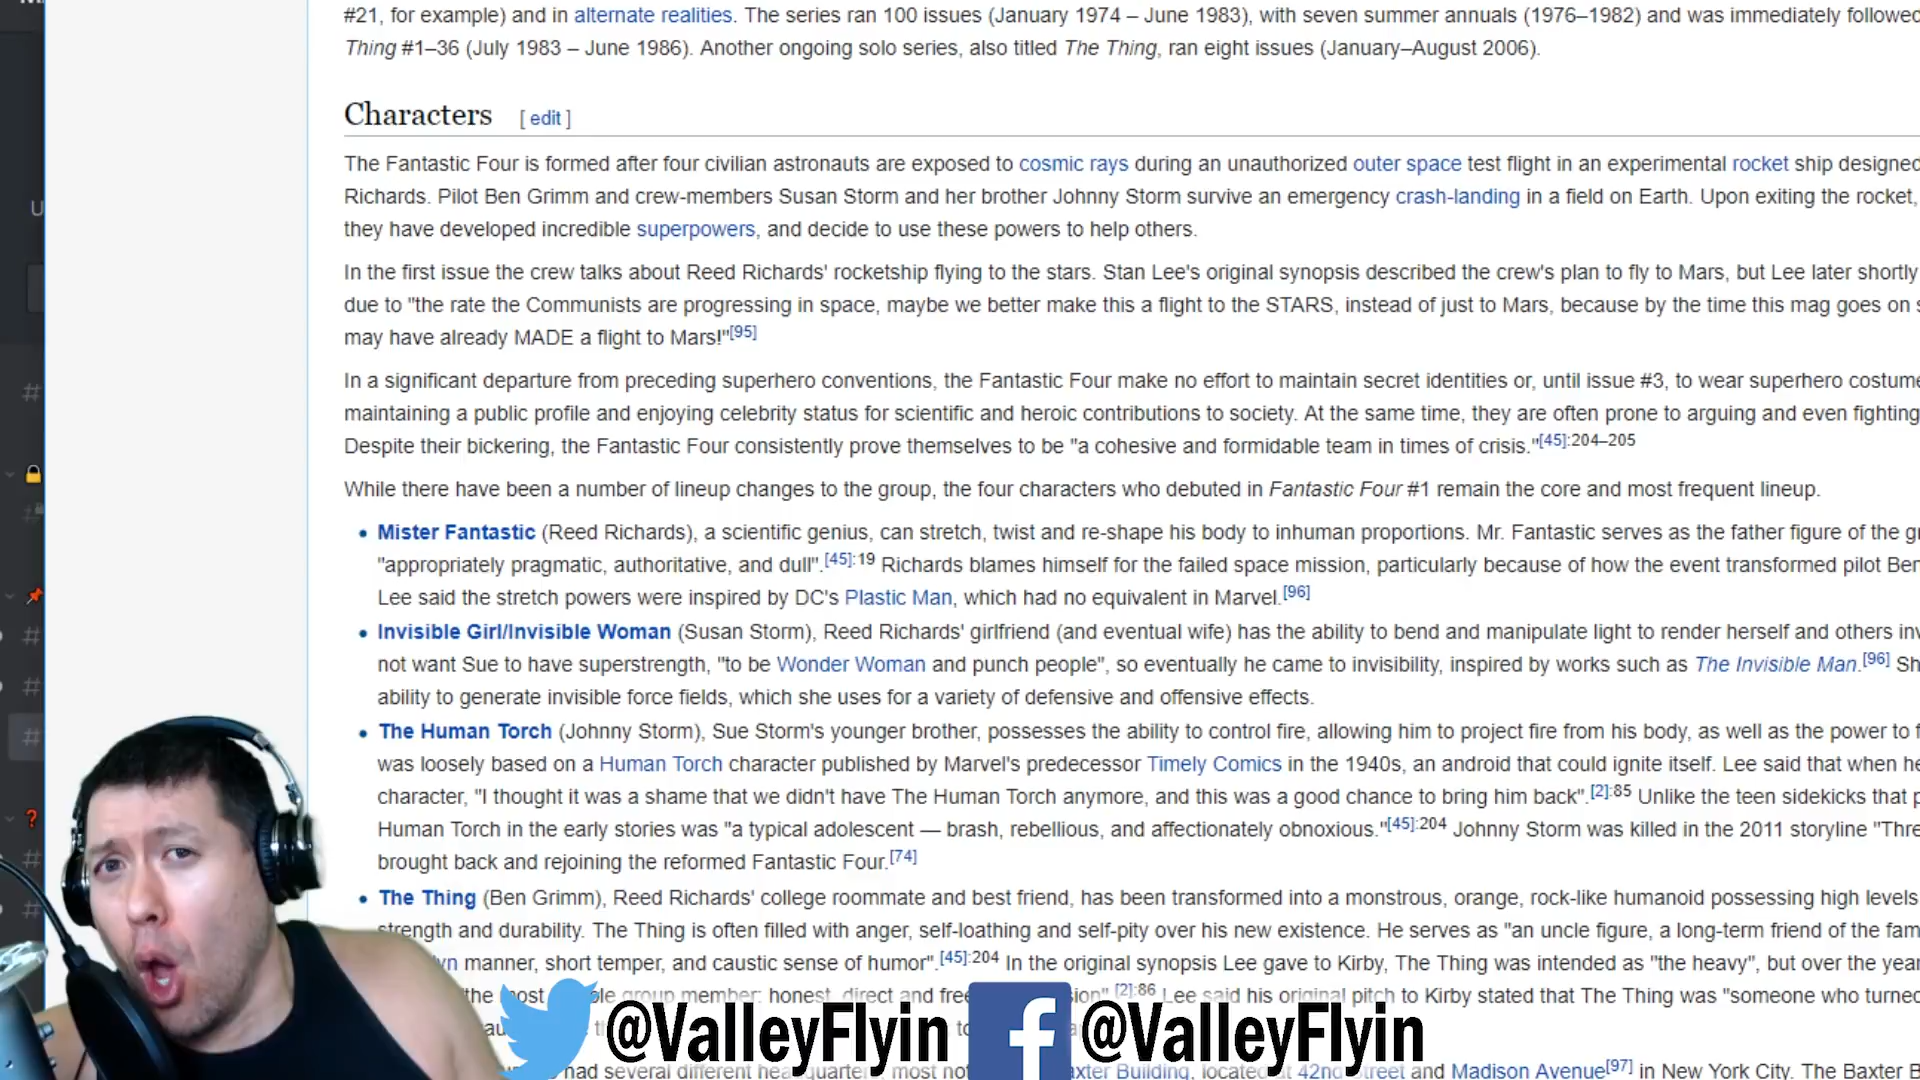 #21, for example) and in alternate realities. The series ran 100 issues (January 1974 – June 1983), with seven summer annuals (1976–1982) and was immediately followed
Thing #1–36 (July 1983 – June 1986). Another ongoing solo series, also titled The Thing, ran eight issues (January–August 2006).
Characters [ edit ]
The Fantastic Four is formed after four civilian astronauts are exposed to cosmic rays during an unauthorized outer space test flight in an experimental rocket ship designed
Richards. Pilot Ben Grimm and crew-members Susan Storm and her brother Johnny Storm survive an emergency crash-landing in a field on Earth. Upon exiting the rocket,
they have developed incredible superpowers, and decide to use these powers to help others.
In the first issue the crew talks about Reed Richards' rocketship flying to the stars. Stan Lee's original synopsis described the crew's plan to fly to Mars, but Lee later shortly
due to "the rate the Communists are progressing in space, maybe we better make this a flight to the STARS, instead of just to Mars, because by the time this mag goes on s
may have already MADE a flight to Mars!"[95]
In a significant departure from preceding superhero conventions, the Fantastic Four make no effort to maintain secret identities or, until issue #3, to wear superhero costume
maintaining a public profile and enjoying celebrity status for scientific and heroic contributions to society. At the same time, they are often prone to arguing and even fighting
Despite their bickering, the Fantastic Four consistently prove themselves to be "a cohesive and formidable team in times of crisis."[45]:204–205
While there have been a number of lineup changes to the group, the four characters who debuted in Fantastic Four #1 remain the core and most frequent lineup.
• Mister Fantastic (Reed Richards), a scientific genius, can stretch, twist and re-shape his body to inhuman proportions. Mr. Fantastic serves as the father figure of the gr
"appropriately pragmatic, authoritative, and dull".[45]:19 Richards blames himself for the failed space mission, particularly because of how the event transformed pilot Ben
Lee said the stretch powers were inspired by DC's Plastic Man, which had no equivalent in Marvel.[96]
• Invisible Girl/Invisible Woman (Susan Storm), Reed Richards' girlfriend (and eventual wife) has the ability to bend and manipulate light to render herself and others inv
not want Sue to have superstrength, "to be Wonder Woman and punch people", so eventually he came to invisibility, inspired by works such as The Invisible Man.[96] Sh
ability to generate invisible force fields, which she uses for a variety of defensive and offensive effects.
• The Human Torch (Johnny Storm), Sue Storm's younger brother, possesses the ability to control fire, allowing him to project fire from his body, as well as the power to f
was loosely based on a Human Torch character published by Marvel's predecessor Timely Comics in the 1940s, an android that could ignite itself. Lee said that when he
character, "I thought it was a shame that we didn't have The Human Torch anymore, and this was a good chance to bring him back".[2]:85 Unlike the teen sidekicks that p
Human Torch in the early stories was "a typical adolescent — brash, rebellious, and affectionately obnoxious."[45]:204 Johnny Storm was killed in the 2011 storyline "Thre
brought back and rejoining the reformed Fantastic Four.[74]
• The Thing (Ben Grimm), Reed Richards' college roommate and best friend, has been transformed into a monstrous, orange, rock-like humanoid possessing high levels
strength and durability. The Thing is often filled with anger, self-loathing and self-pity over his new existence. He serves as "an uncle figure, a long-term friend of the fam
lyn manner, short temper, and caustic sense of humor".[45]:204 In the original synopsis Lee gave to Kirby, The Thing was intended as "the heavy", but over the year
the most group member: honest, direct and free [2]:86 Lee said his original pitch to Kirby stated that The Thing was "someone who turned
@ValleyFlyin @ValleyFlyin
had several different most not Baxter Building, located 42nd Street and Madison Avenue[97] in New York City. The Baxter B